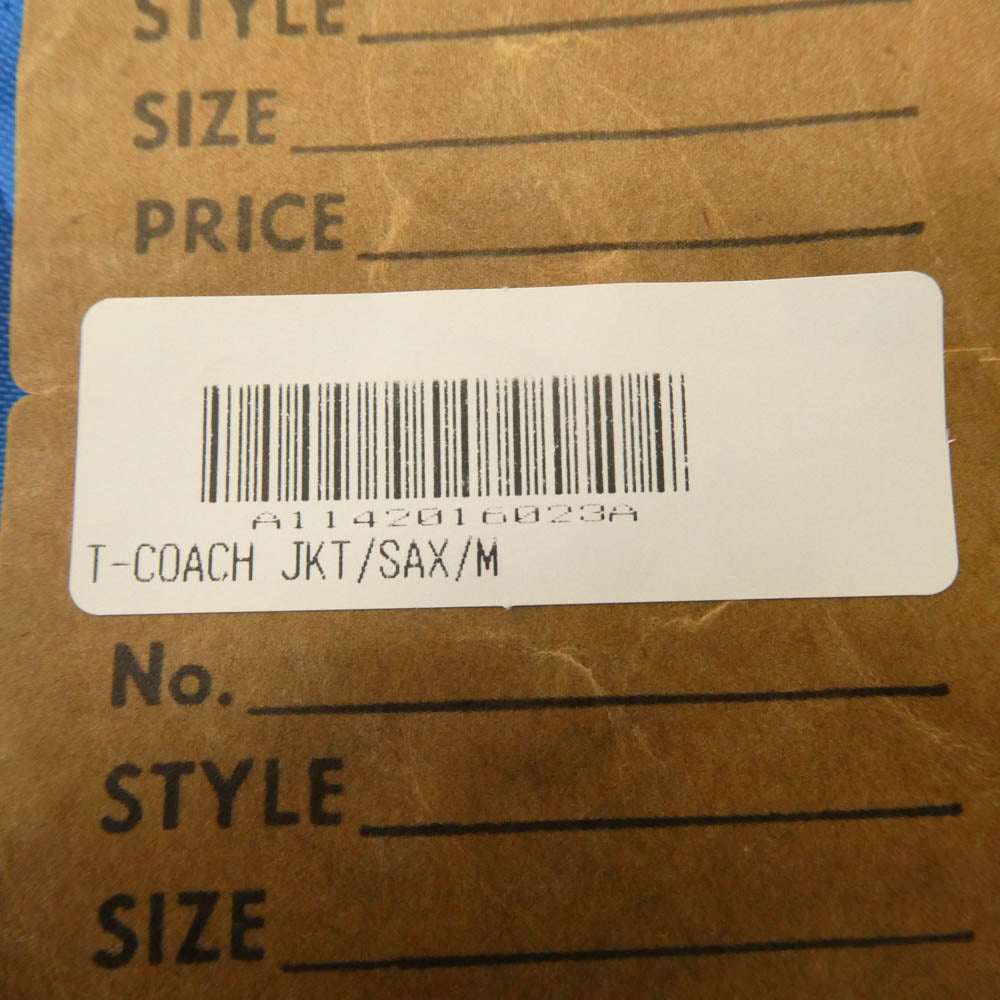 STYLE
SIZE
PRICE
A1142016023A
T-COACH JKT/SAX/M
No.
STYLE
SIZE